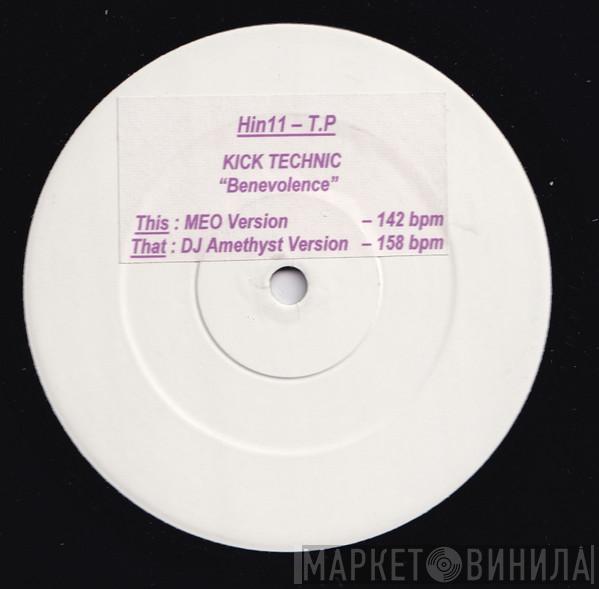 Hin11 – T.P
KICK TECHNIC
“Benevolence”
This : MEO Version – 142 bpm
That : DJ Amethyst Version – 158 bpm
МАРКЕТ ВИНИЛА